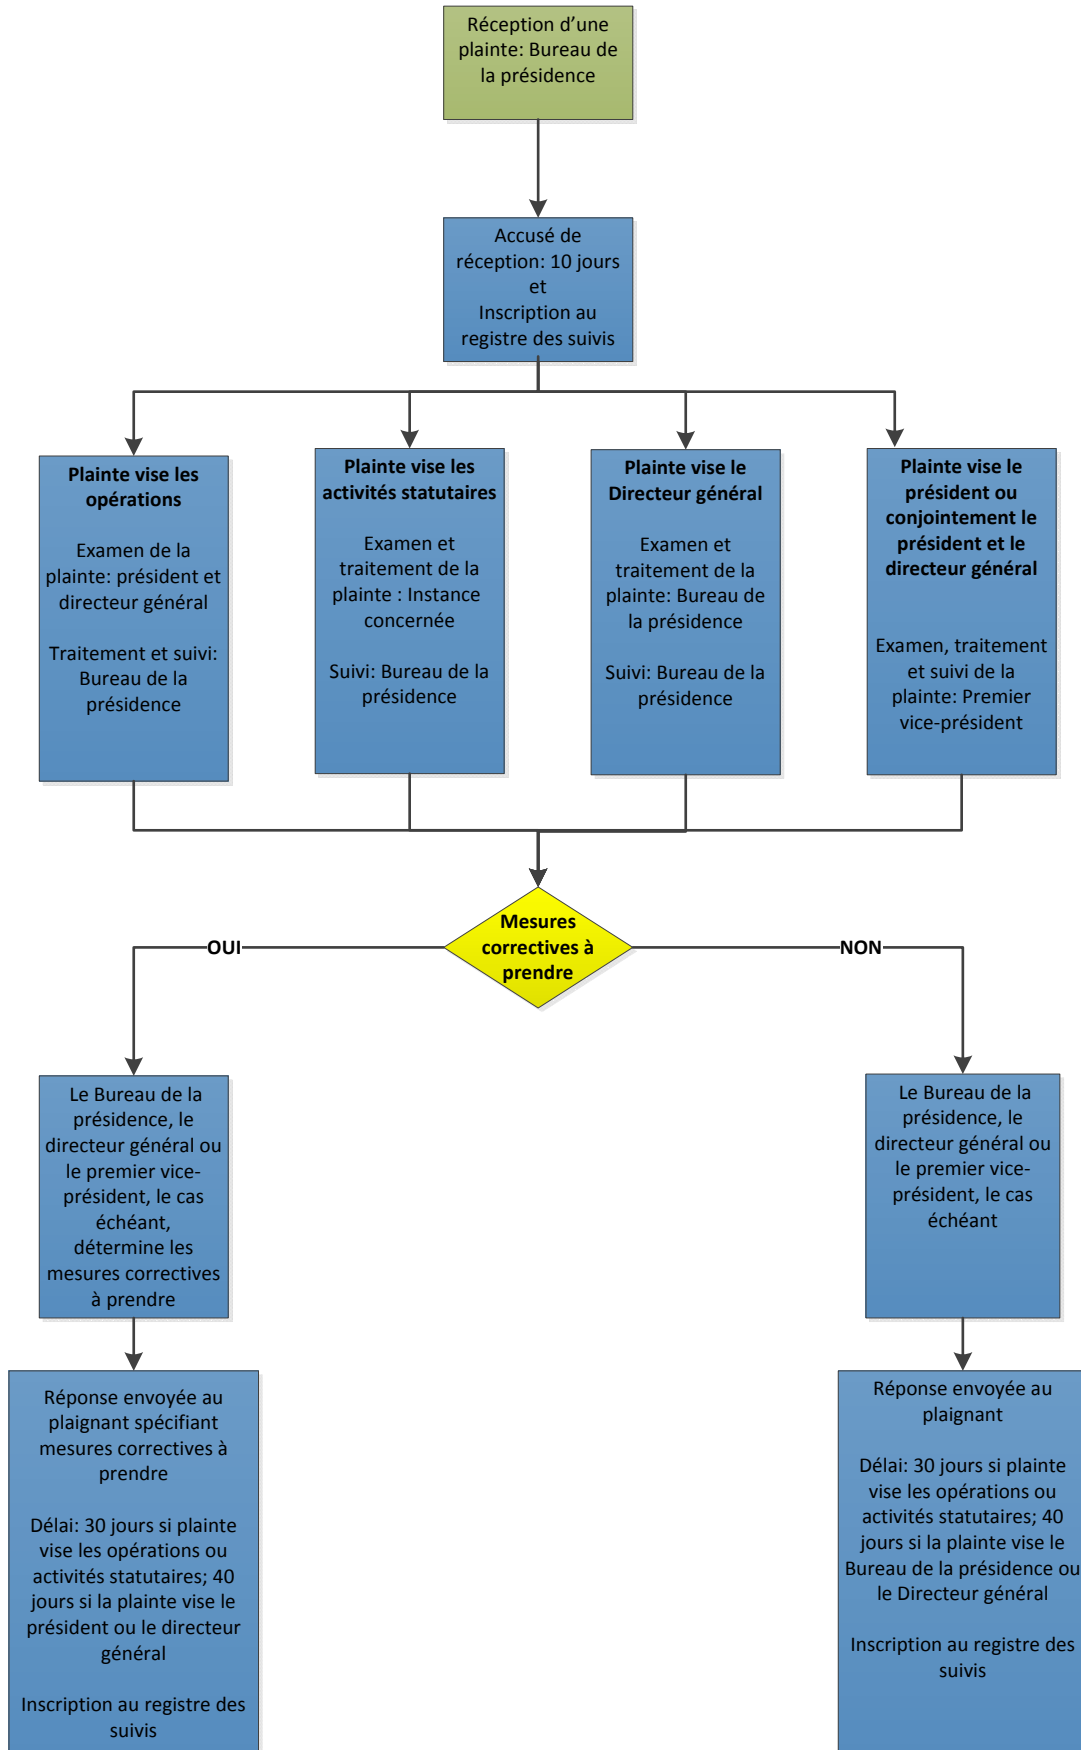 Réception d’une
plainte: Bureau de
la présidence
Accusé de
réception: 10 jours
et
Inscription au
registre des suivis
Plainte vise les
opérations
Examen de la
plainte: président et
directeur général
Traitement et suivi:
Bureau de la
présidence
Plainte vise les
activités statutaires
Examen et
traitement de la
plainte : Instance
concernée
Suivi: Bureau de la
présidence
Plainte vise le
Directeur général
Examen et
traitement de la
plainte: Bureau de
la présidence
Suivi: Bureau de la
présidence
Plainte vise le
président ou
conjointement le
président et le
directeur général
Examen, traitement
et suivi de la
plainte: Premier
vice-président
Mesures
correctives à
prendre
OUI
NON
Le Bureau de la
présidence, le
directeur général ou
le premier vice-
président, le cas
échéant,
détermine les
mesures correctives
à prendre
Le Bureau de la
présidence, le
directeur général ou
le premier vice-
président, le cas
échéant
Réponse envoyée au
plaignant spécifiant
mesures correctives à
prendre
Délai: 30 jours si plainte
vise les opérations ou
activités statutaires; 40
jours si la plainte vise le
président ou le directeur
général
Inscription au registre des
suivis
Réponse envoyée au
plaignant
Délai: 30 jours si plainte
vise les opérations ou
activités statutaires; 40
jours si la plainte vise le
Bureau de la présidence ou
le Directeur général
Inscription au registre des
suivis